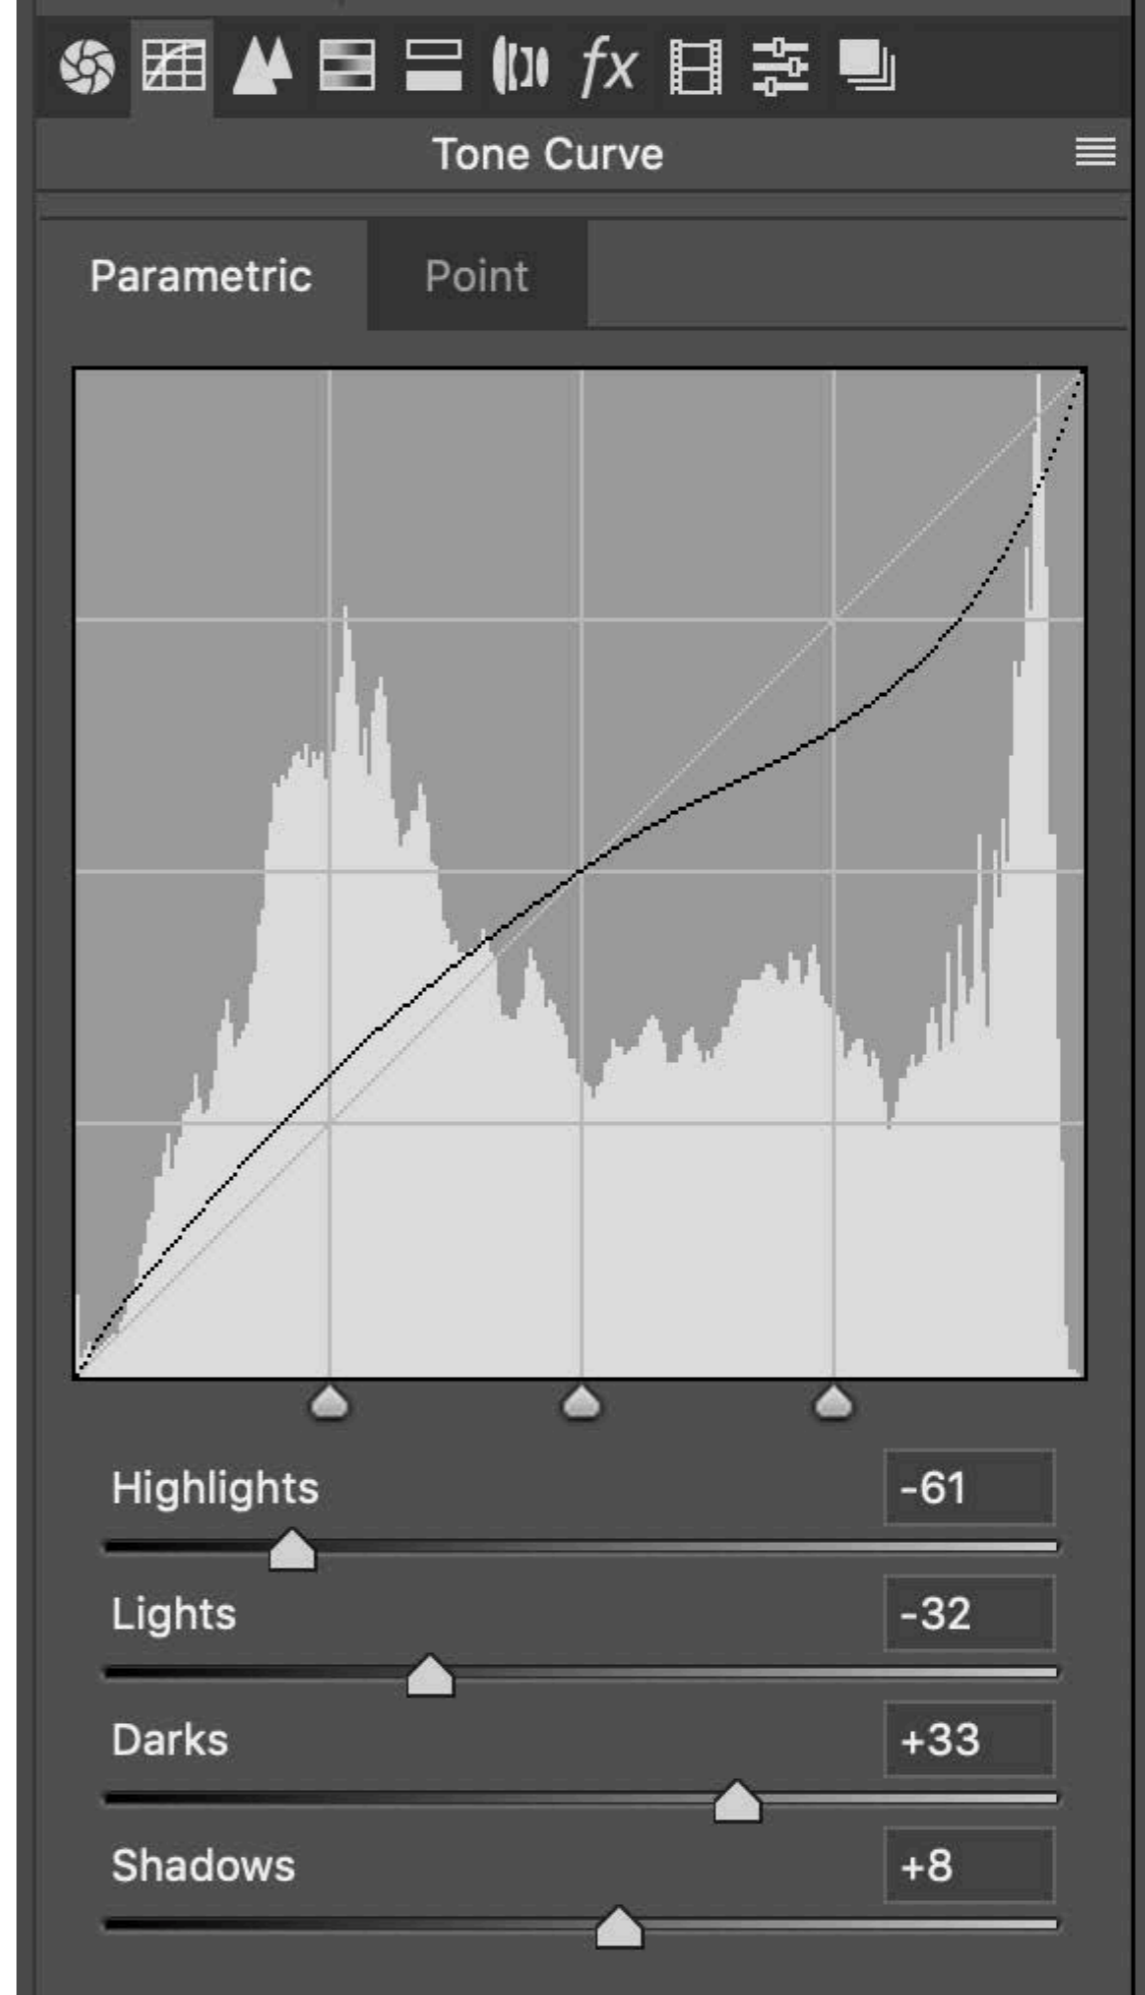 fx
Tone Curve
Parametric Point
Highlights -61
Lights -32
Darks +33
Shadows +8